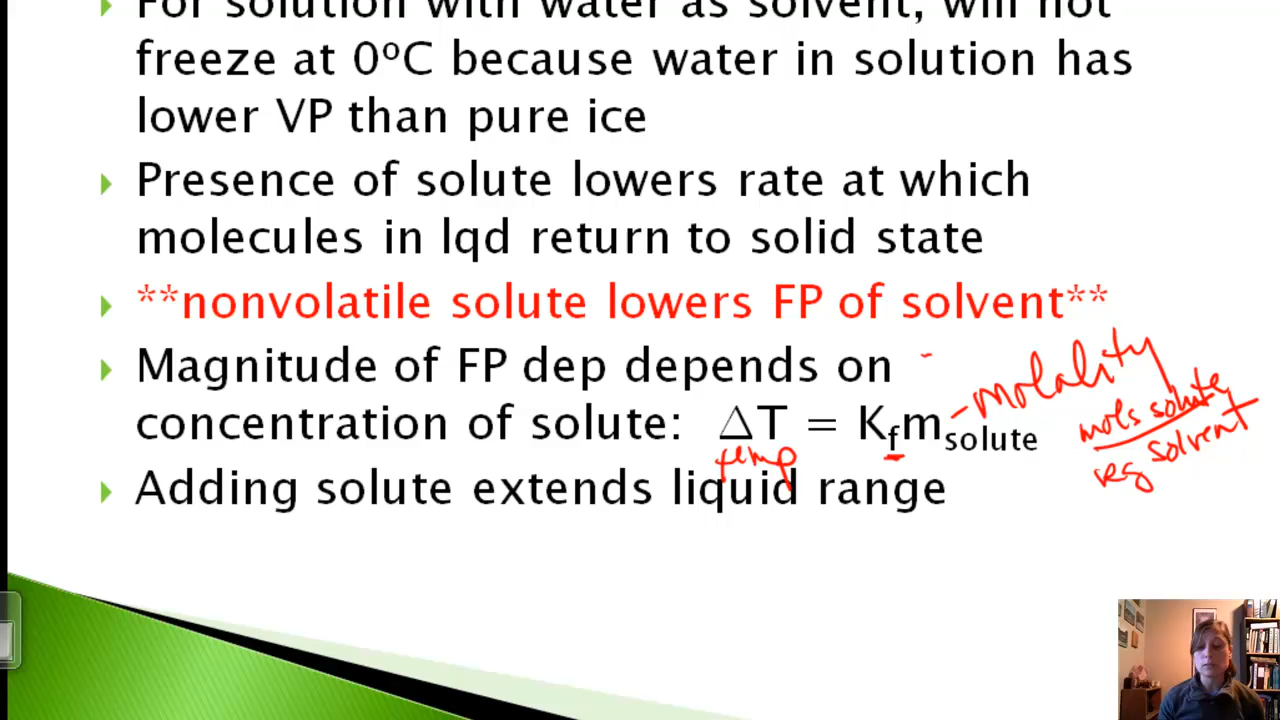 For solution with water as solvent, will not
freeze at 0ºC because water in solution has
lower VP than pure ice
Presence of solute lowers rate at which
molecules in lqd return to solid state
**nonvolatile solute lowers FP of solvent**
Magnitude of FP dep depends on
concentration of solute: ΔT = Kfmsolute
- molality
mols solute
kg solvent
temp
Adding solute extends liquid range